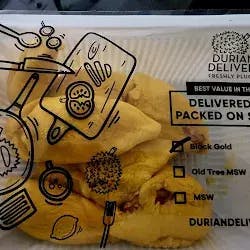 DURIAN
DELIVER
FRESHLY PLU
BEST VALUE IN TH
DELIVERED
PACKED ON S
Black Gold
Old Tree MSW
MSW
DURIANDELI